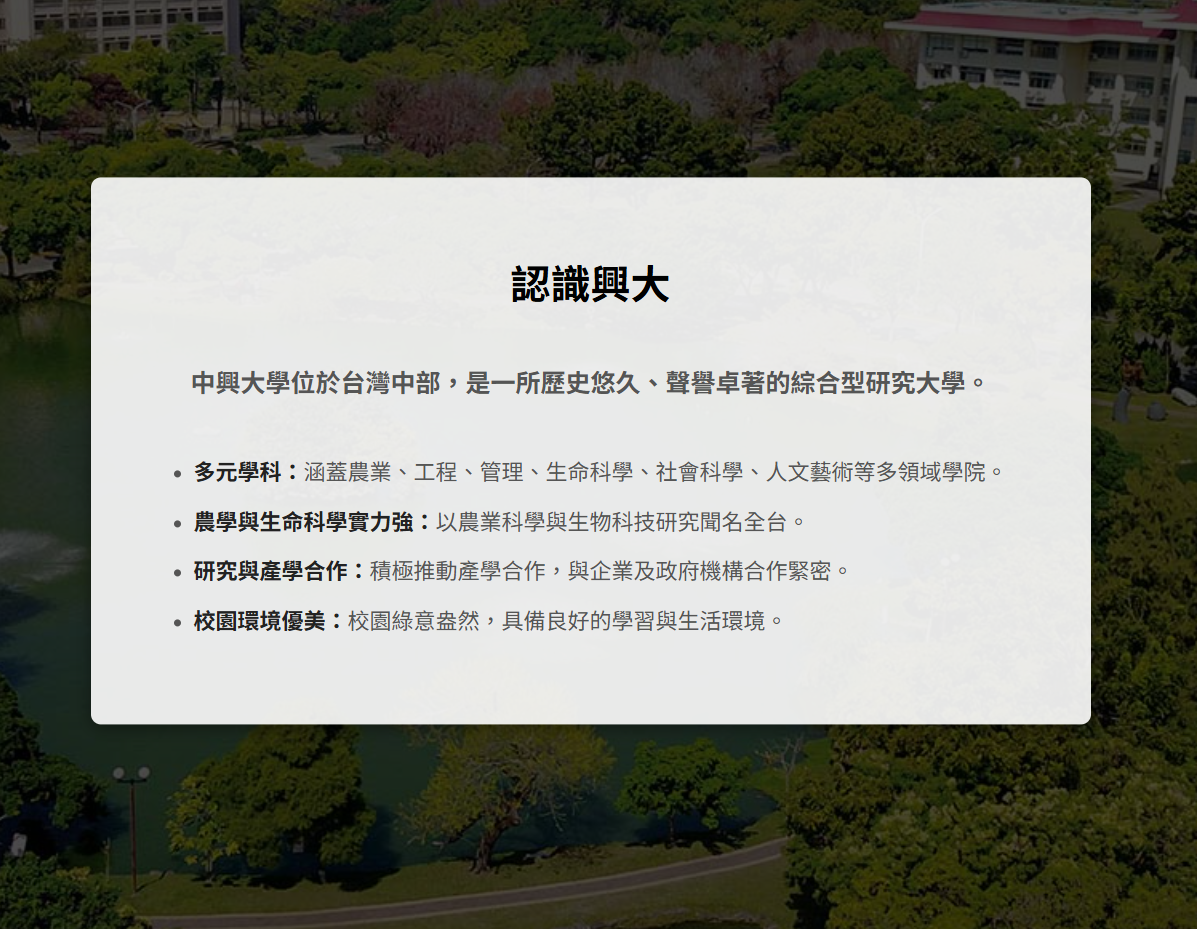 認識興大
中興大學位於台灣中部，是一所歷史悠久、聲譽卓著的綜合型研究大學。
• 多元學科：涵蓋農業、工程、管理、生命科學、社會科學、人文藝術等多領域學院。
• 農學與生命科學實力強：以農業科學與生物科技研究聞名全台。
• 研究與產學合作：積極推動產學合作，與企業及政府機構合作緊密。
• 校園環境優美：校園綠意盎然，具備良好的學習與生活環境。